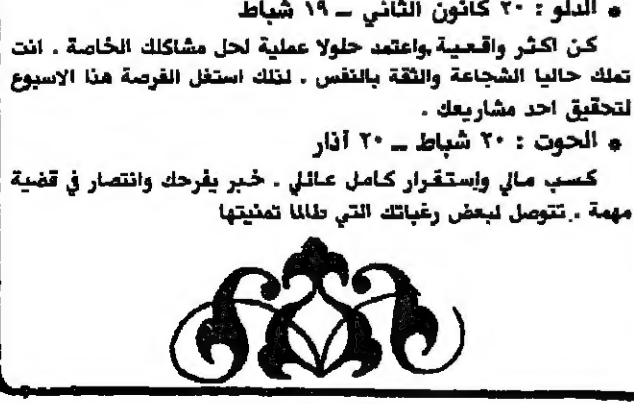 • الدلو : ٢٠ كانون الثاني — ١٩ شباط
كن اكثر واقعية واعتمد حلولا عملية لحل مشاكلك الخاصة . انت
تملك حاليا الشجاعة والثقة بالنفس . لذلك استغل الفرصة هذا الاسبوع
لتحقيق احد مشاريعك .
• الحوت : ٢٠ شباط — ٢٠ آذار
كسب مالي وإستقرار كامل عائلي . خبر يفرحك وانتصار في قضية
مهمة . تتوصل لبعض رغباتك التي طالما تمنيتها